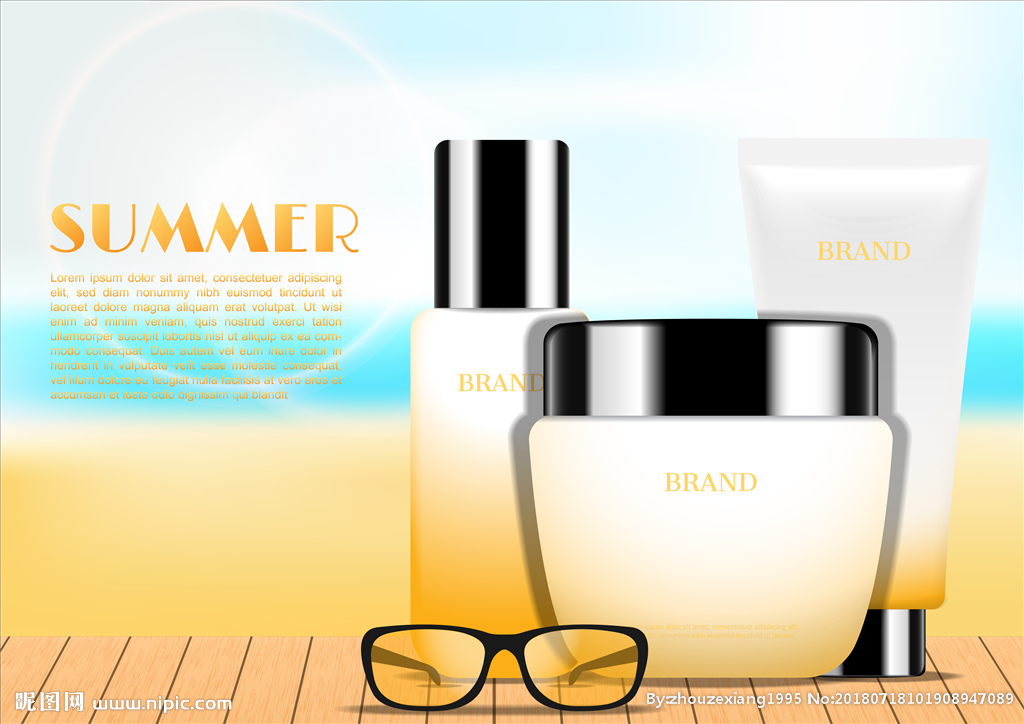 SUMMER
Lorem ipsum dolor sit amet, consectetuer adipiscing
elit, sed diam nonummy nibh euismod tincidunt ut
laoreet dolore magna aliquam erat volutpat. Ut wisi
enim ad minim veniam, quis nostrud exerci tation
ullamcorper suscipit lobortis nisl ut aliquip ex ea com-
modo consequat. Duis autem vel eum iriure dolor in
hendrerit in vulputate velit esse molestie consequat,
vel illum dolore eu feugiat nulla facilisis at vero eros et
accumsan et iusto odio dignissim qui blandit
BRAND
BRAND
BRAND
昵图网 www.nipic.com
By:zhouzexiang1995 No:20180718101908947089